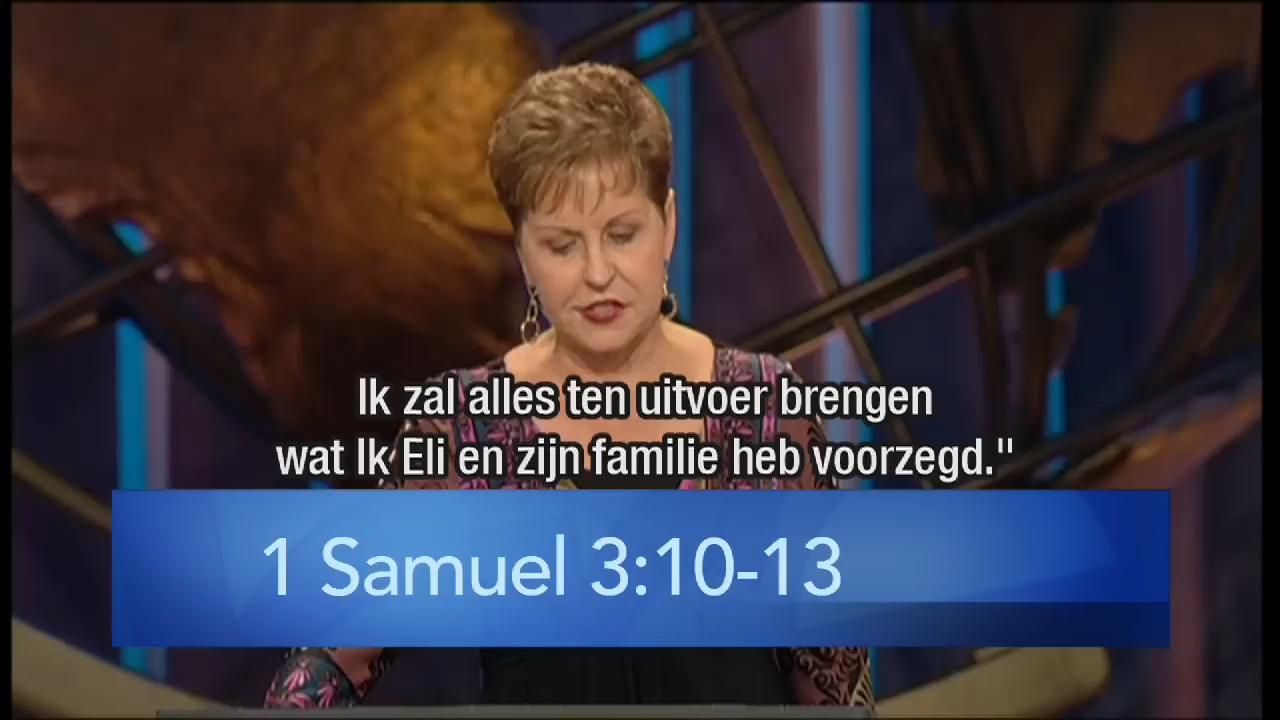 Ik zal alles ten uitvoer brengen
wat Ik Eli en zijn familie heb voorzegd."
1 Samuel 3:10-13